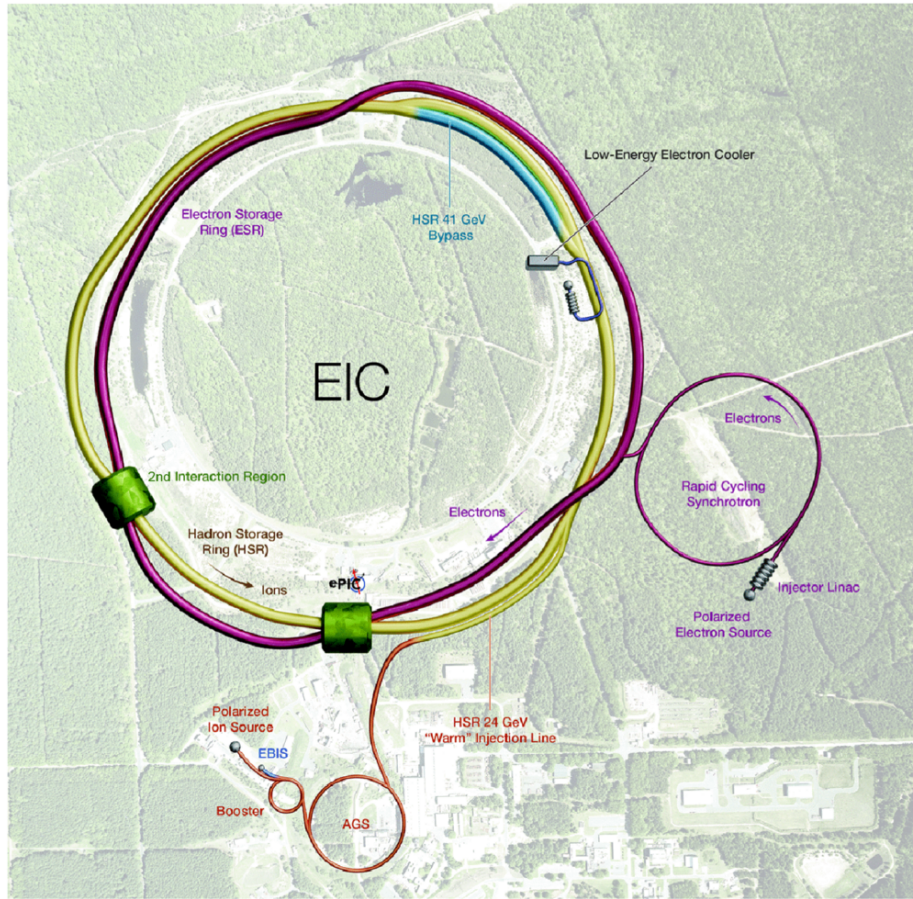 Low-Energy Electron Cooler
Electron Storage
Ring (ESR)
HSR 41 GeV
Bypass
EIC
Electrons
Rapid Cycling
Synchrotron
2nd Interaction Region
Electrons
Hadron Storage
Ring (HSR)
Ions
ePIC
Injector Linac
Polarized
Electron Source
Polarized
Ion Source
HSR 24 GeV
“Warm” Injection Line
EBIS
Booster
AGS